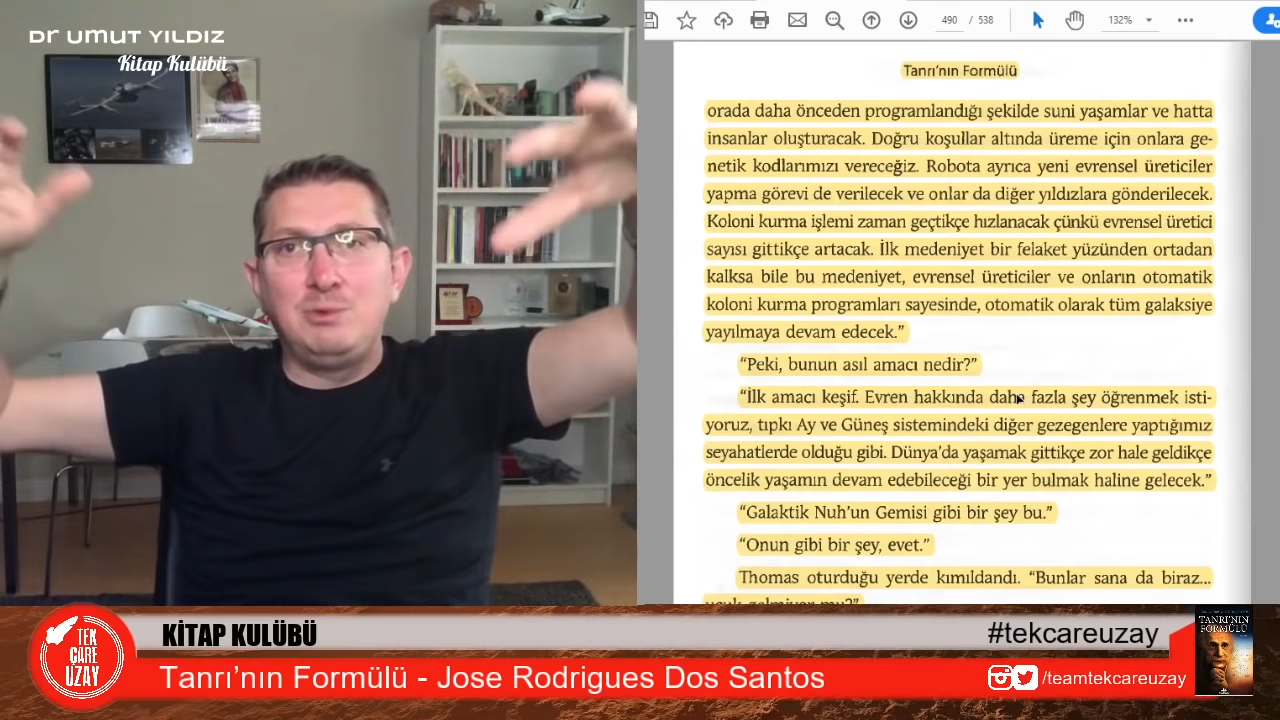 Dr UMUT YILDIZ
Kitap Kulübü
490 / 538
132%
Tanrı’nın Formülü
orada daha önceden programlandığı şekilde suni yaşamlar ve hatta
insanlar oluşturacak. Doğru koşullar altında üreme için onlara ge-
netik kodlarımızı vereceğiz. Robota ayrıca yeni evrensel üreticiler
yapma görevi de verilecek ve onlar da diğer yıldızlara gönderilecek.
Koloni kurma işlemi zaman geçtikçe hızlanacak çünkü evrensel üretici
sayısı gittikçe artacak. İlk medeniyet bir felaket yüzünden ortadan
kalksa bile bu medeniyet, evrensel üreticiler ve onların otomatik
koloni kurma programları sayesinde, otomatik olarak tüm galaksiye
yayılmaya devam edecek.”
“Peki, bunun asıl amacı nedir?”
“İlk amacı keşif. Evren hakkında daha fazla şey öğrenmek isti-
yoruz, tıpkı Ay ve Güneş sistemindeki diğer gezegenlere yaptığımız
seyahatlerde olduğu gibi. Dünya’da yaşamak gittikçe zor hale geldikçe
öncelik yaşamın devam edebileceği bir yer bulmak haline gelecek.”
“Galaktik Nuh’un Gemisi gibi bir şey bu.”
“Onun gibi bir şey, evet.”
Thomas oturduğu yerde kımıldandı. “Bunlar sana da biraz...
TEK
ÇARE
UZAY
KİTAP KULÜBÜ
#tekcareuzay
Tanrı’nın Formülü - Jose Rodrigues Dos Santos
/teamtekcareuzay
TANRI'NIN
FORMÜLÜ